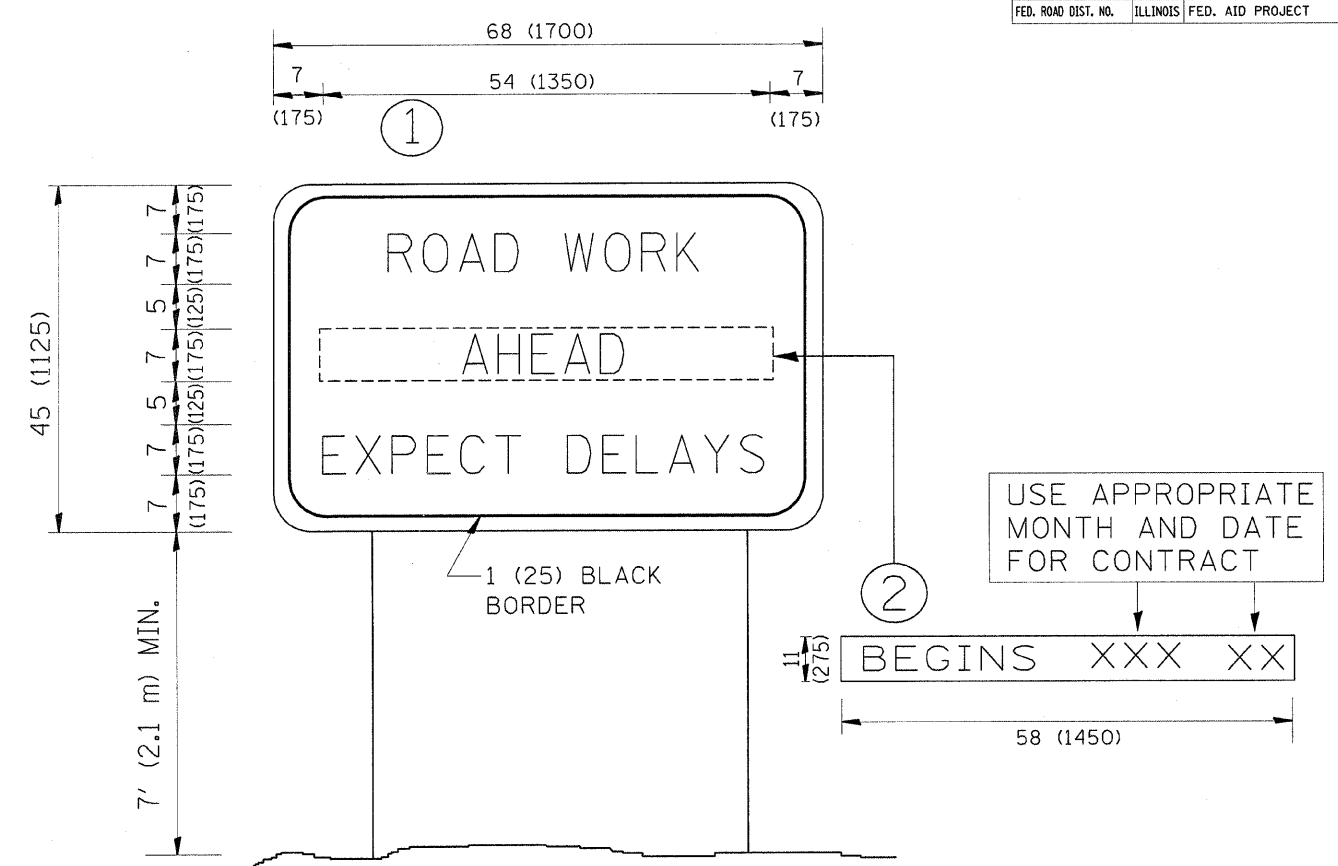 FED. ROAD DIST. NO. ILLINOIS FED. AID PROJECT
68 (1700)
7 54 (1350) 7
(175) (175)
1
45 (1125)
7 (175)
7 (175)
5 (125)
7 (175)
5 (125)
7 (175)
7 (175)
ROAD WORK
AHEAD
EXPECT DELAYS
1 (25) BLACK
BORDER
7' (2.1 m) MIN.
2
USE APPROPRIATE
MONTH AND DATE
FOR CONTRACT
11
(275)
BEGINS XXX XX
58 (1450)